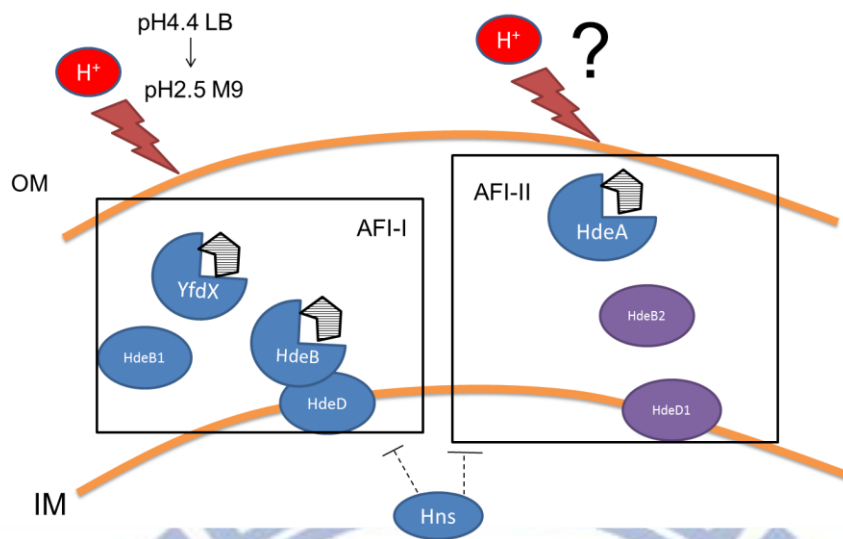 pH4.4 LB
H+
?
H+
pH2.5 M9
OM
AFI-II
AFI-I
HdeA
YfdX
HdeB2
HdeB1
HdeB
HdeD
HdeD1
IM
Hns